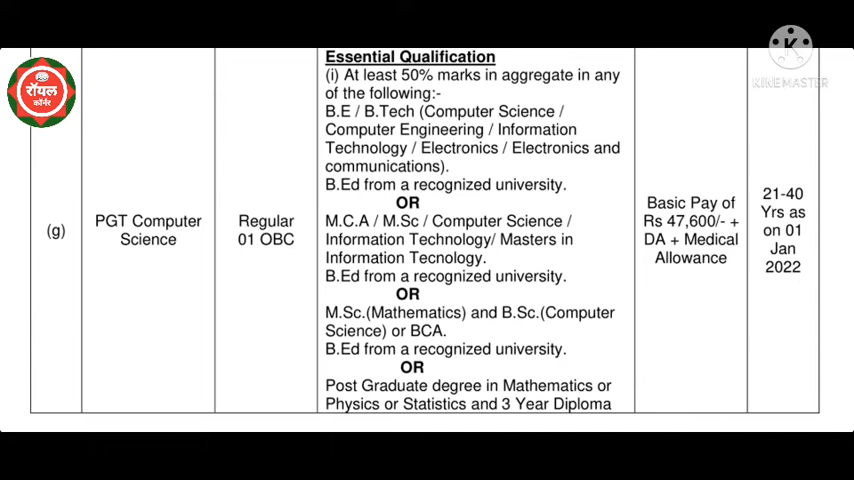 K
KINEMASTER
रॉयल
कॉर्नर
(g)
PGT Computer
Science
Regular
01 OBC
Essential Qualification
(i) At least 50% marks in aggregate in any
of the following:-
B.E / B.Tech (Computer Science /
Computer Engineering / Information
Technology / Electronics / Electronics and
communications).
B.Ed from a recognized university.
OR
M.C.A / M.Sc / Computer Science /
Information Technology/ Masters in
Information Tecnology.
B.Ed from a recognized university.
OR
M.Sc.(Mathematics) and B.Sc.(Computer
Science) or BCA.
B.Ed from a recognized university.
OR
Post Graduate degree in Mathematics or
Physics or Statistics and 3 Year Diploma
Basic Pay of
Rs 47,600/- +
DA + Medical
Allowance
21-40
Yrs as
on 01
Jan
2022